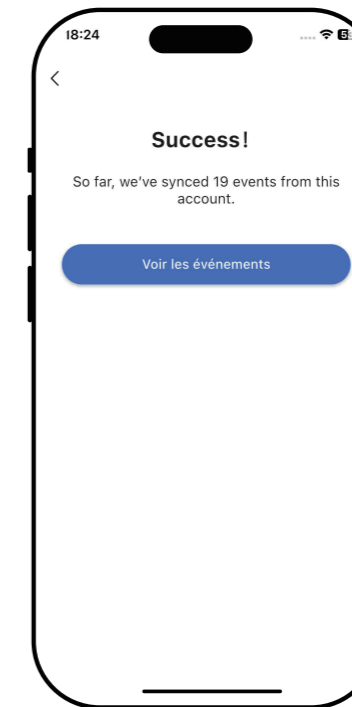 18:24
Success!
So far, we've synced 19 events from this
account.
Voir les événements